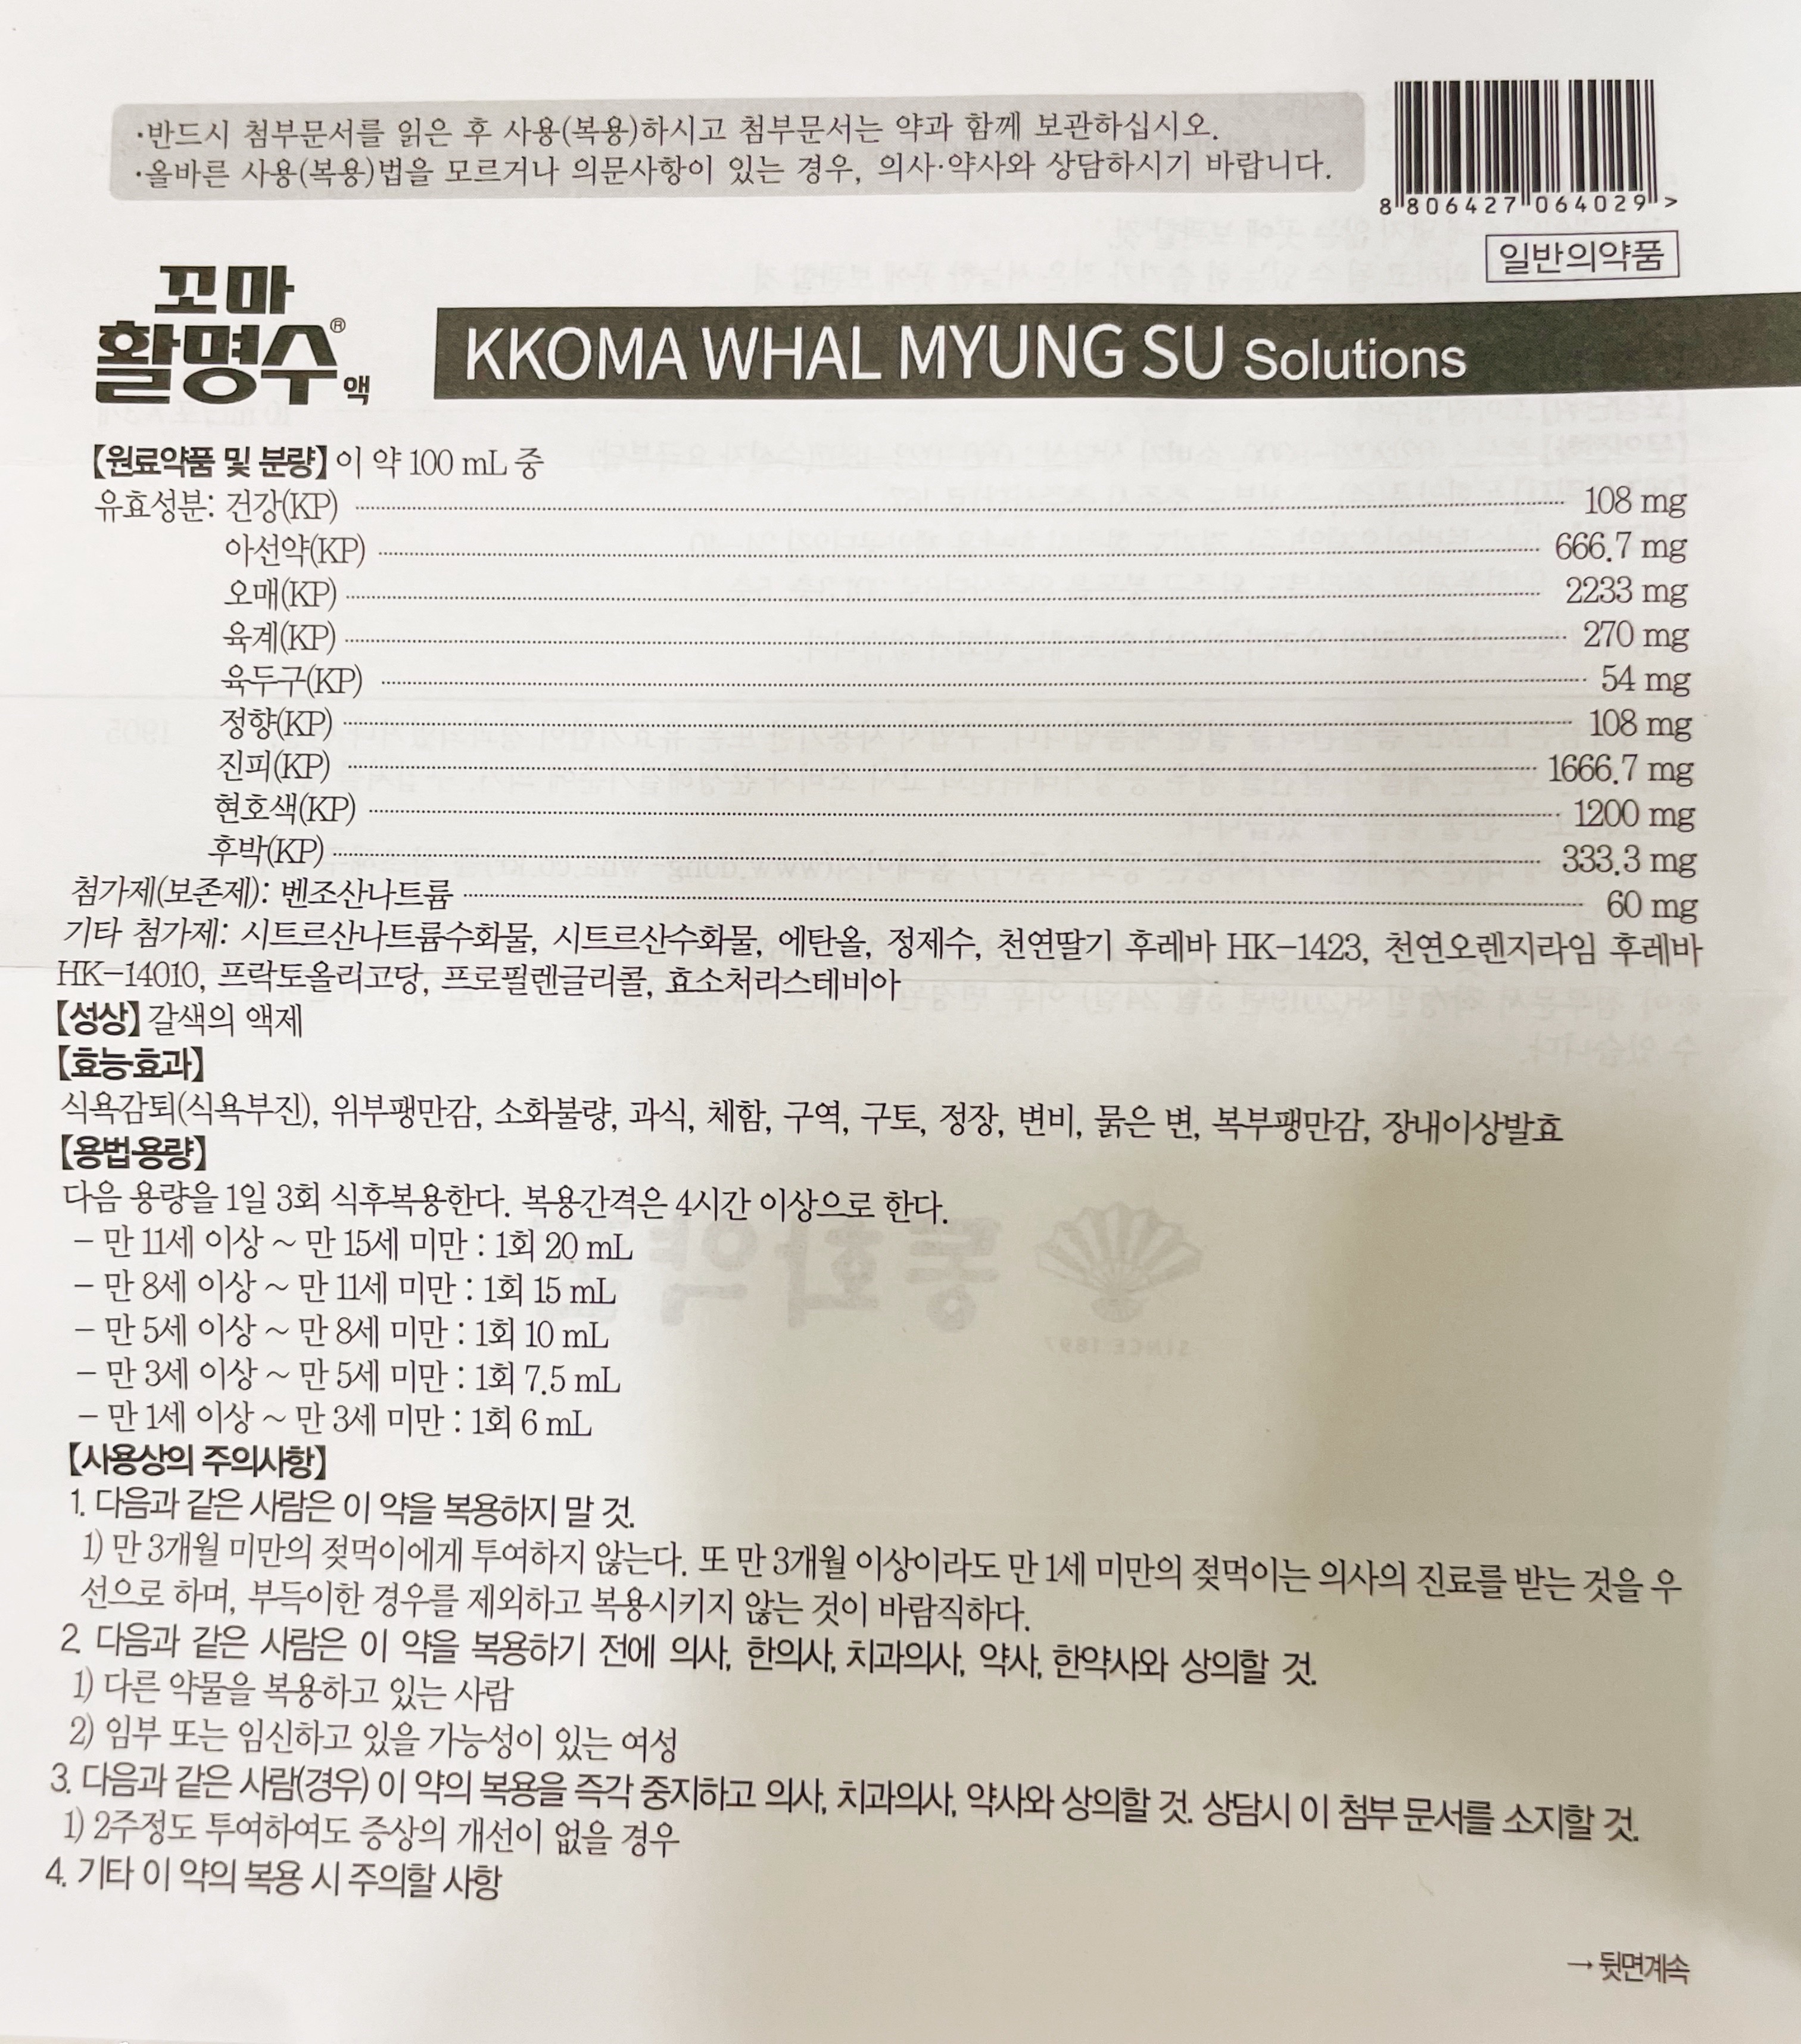 ·반드시 첨부문서를 읽은 후 사용(복용)하시고 첨부문서는 약과 함께 보관하십시오.
·올바른 사용(복용)법을 모르거나 의문사항이 있는 경우, 의사·약사와 상담하시기 바랍니다.
8 806427 064029 >
일반의약품
꼬마
활명수® 액
KKOMA WHAL MYUNG SU Solutions
【원료약품 및 분량】 이 약 100 mL 중
유효성분: 건강(KP) 108 mg
아선약(KP) 666.7 mg
오매(KP) 2233 mg
육계(KP) 270 mg
육두구(KP) 54 mg
정향(KP) 108 mg
진피(KP) 1666.7 mg
현호색(KP) 1200 mg
후박(KP) 333.3 mg
첨가제(보존제): 벤조산나트륨 60 mg
기타 첨가제: 시트르산나트륨수화물, 시트르산수화물, 에탄올, 정제수, 천연딸기 후레바 HK-1423, 천연오렌지라임 후레바
HK-14010, 프락토올리고당, 프로필렌글리콜, 효소처리스테비아
【성상】 갈색의 액제
【효능·효과】
식욕감퇴(식욕부진), 위부팽만감, 소화불량, 과식, 체함, 구역, 구토, 정장, 변비, 묽은 변, 복부팽만감, 장내이상발효
【용법·용량】
다음 용량을 1일 3회 식후복용한다. 복용간격은 4시간 이상으로 한다.
- 만 11세 이상 ~ 만 15세 미만 : 1회 20 mL
- 만 8세 이상 ~ 만 11세 미만 : 1회 15 mL
- 만 5세 이상 ~ 만 8세 미만 : 1회 10 mL
- 만 3세 이상 ~ 만 5세 미만 : 1회 7.5 mL
- 만 1세 이상 ~ 만 3세 미만 : 1회 6 mL
【사용상의 주의사항】
1. 다음과 같은 사람은 이 약을 복용하지 말 것.
1) 만 3개월 미만의 젖먹이에게 투여하지 않는다. 또 만 3개월 이상이라도 만 1세 미만의 젖먹이는 의사의 진료를 받는 것을 우
선으로 하며, 부득이한 경우를 제외하고 복용시키지 않는 것이 바람직하다.
2. 다음과 같은 사람은 이 약을 복용하기 전에 의사, 한의사, 치과의사, 약사, 한약사와 상의할 것.
1) 다른 약물을 복용하고 있는 사람
2) 임부 또는 임신하고 있을 가능성이 있는 여성
3. 다음과 같은 사람(경우) 이 약의 복용을 즉각 중지하고 의사, 치과의사, 약사와 상의할 것. 상담시 이 첨부 문서를 소지할 것.
1) 2주정도 투여하여도 증상의 개선이 없을 경우
4. 기타 이 약의 복용 시 주의할 사항
→ 뒷면계속